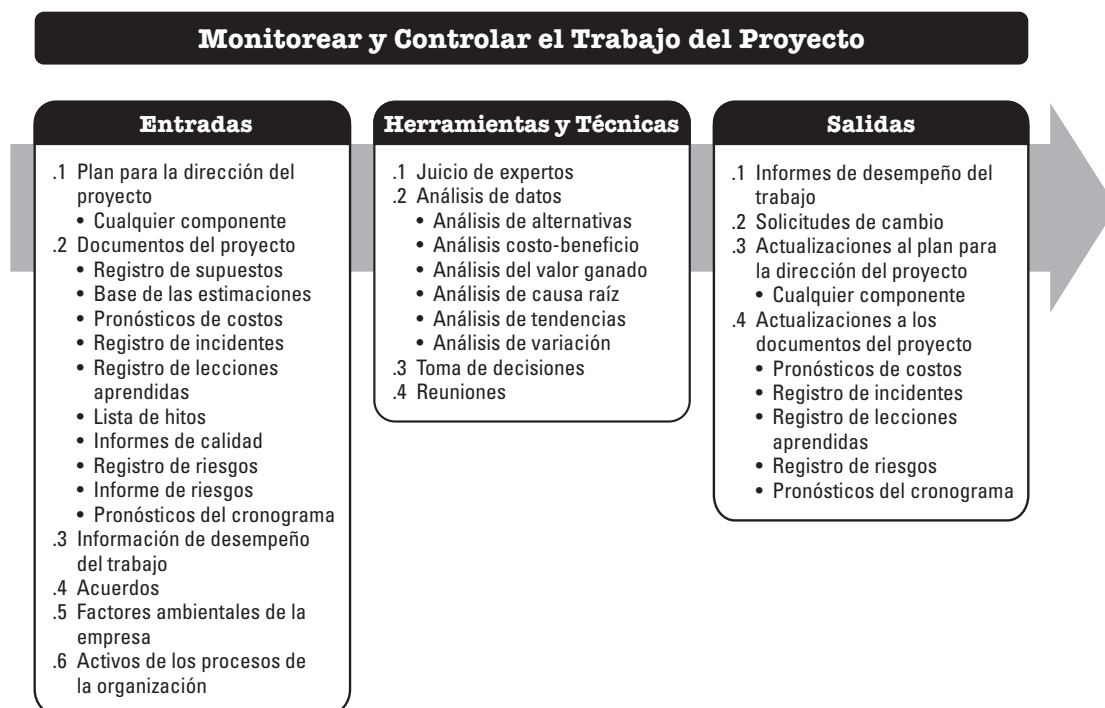 Monitorear y Controlar el Trabajo del Proyecto
Entradas
.1 Plan para la dirección del
proyecto
• Cualquier componente
.2 Documentos del proyecto
• Registro de supuestos
• Base de las estimaciones
• Pronósticos de costos
• Registro de incidentes
• Registro de lecciones
aprendidas
• Lista de hitos
• Informes de calidad
• Registro de riesgos
• Informe de riesgos
• Pronósticos del cronograma
.3 Información de desempeño
del trabajo
.4 Acuerdos
.5 Factores ambientales de la
empresa
.6 Activos de los procesos de
la organización
Herramientas y Técnicas
.1 Juicio de expertos
.2 Análisis de datos
• Análisis de alternativas
• Análisis costo-beneficio
• Análisis del valor ganado
• Análisis de causa raíz
• Análisis de tendencias
• Análisis de variación
.3 Toma de decisiones
.4 Reuniones
Salidas
.1 Informes de desempeño del
trabajo
.2 Solicitudes de cambio
.3 Actualizaciones al plan para
la dirección del proyecto
• Cualquier componente
.4 Actualizaciones a los
documentos del proyecto
• Pronósticos de costos
• Registro de incidentes
• Registro de lecciones
aprendidas
• Registro de riesgos
• Pronósticos del cronograma